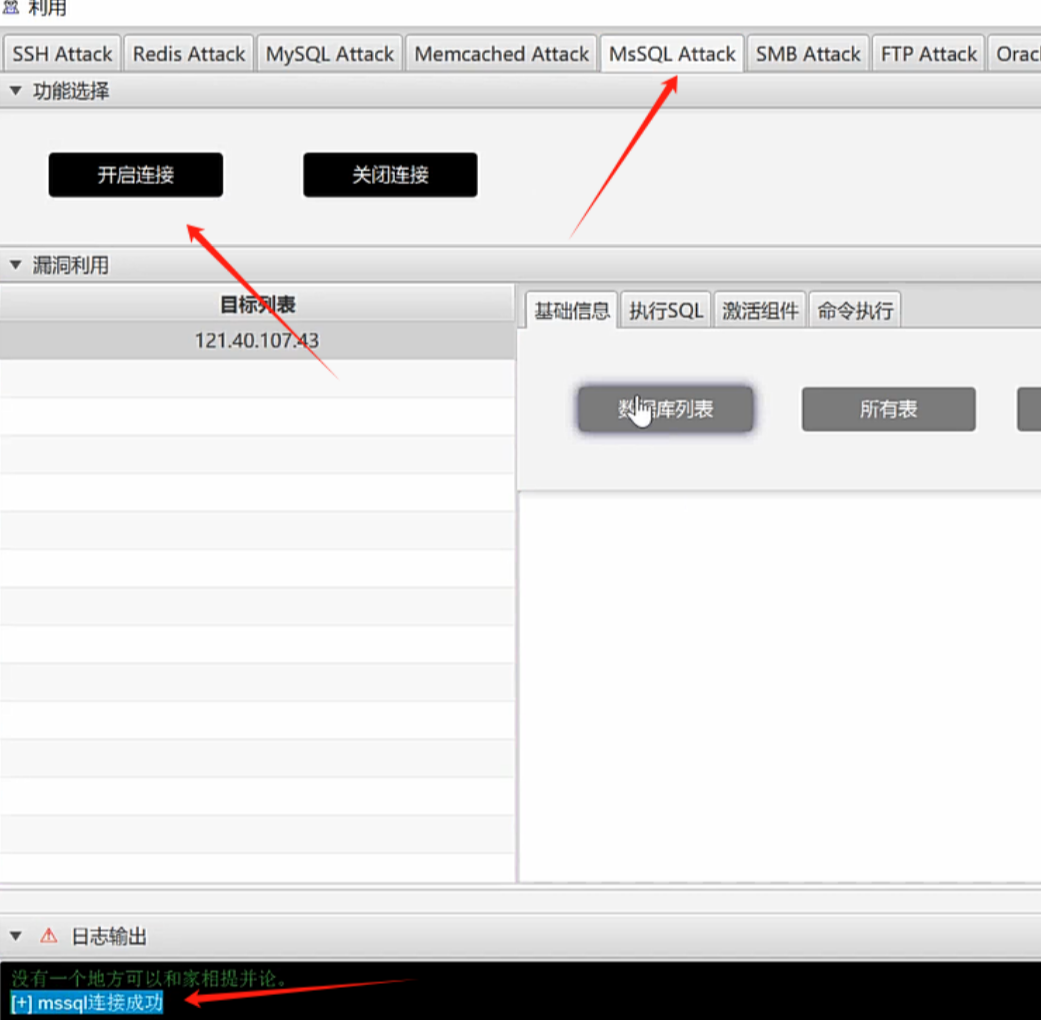 利用
SSH Attack Redis Attack MySQL Attack Memcached Attack MsSQL Attack SMB Attack FTP Attack
功能选择
开启连接 关闭连接
漏洞利用
目标列表
121.40.107.43
基础信息 执行SQL 激活组件 命令执行
数据库列表 所有表
日志输出
没有一个地方可以和家相提并论。
[+] mssql连接成功